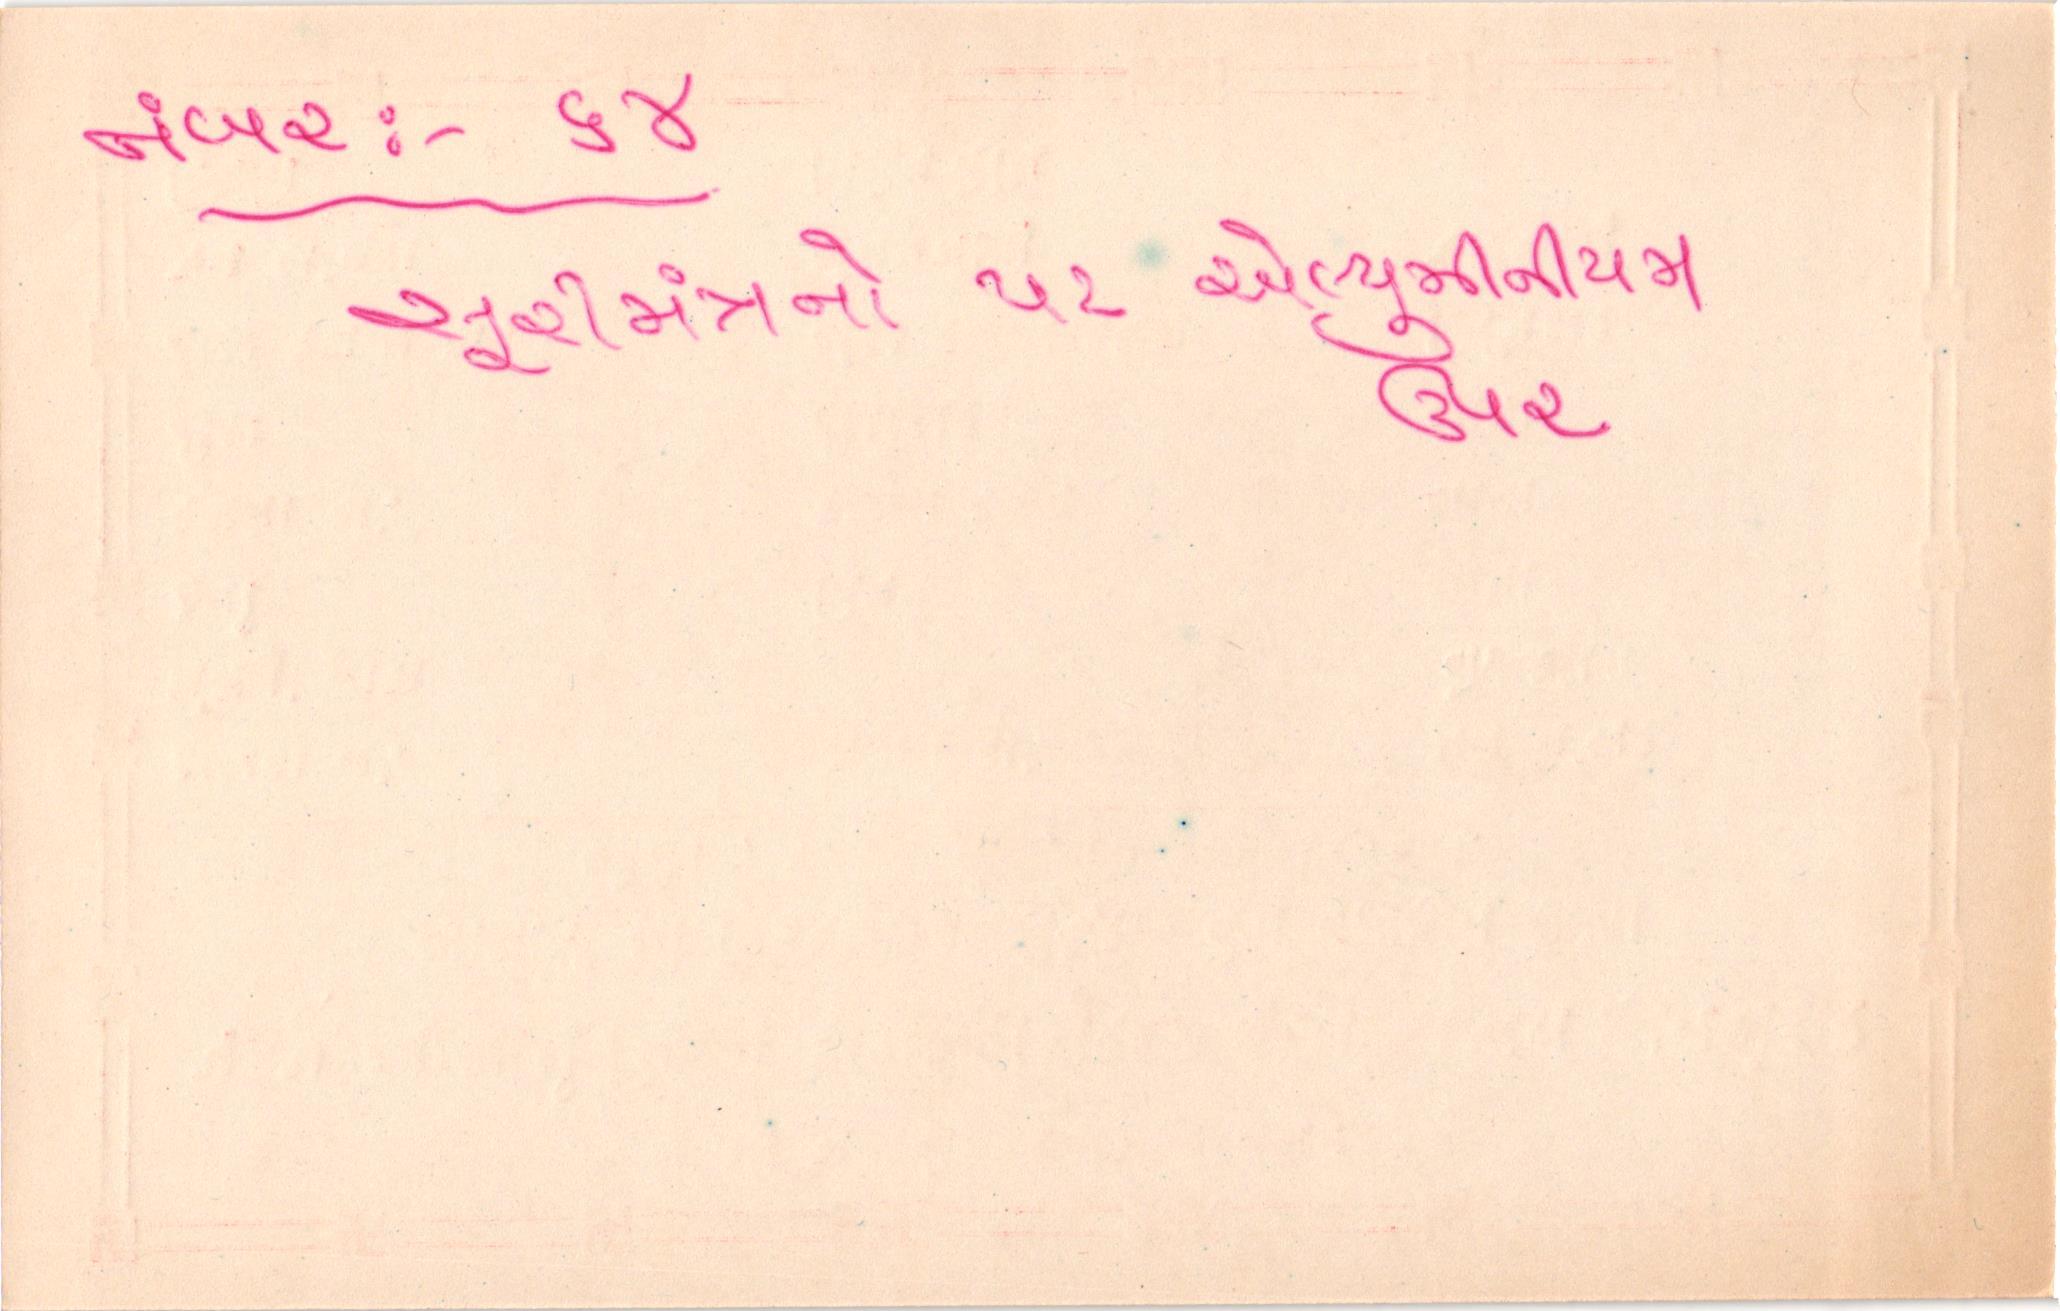 નંબર :- ૬૪
સૂરીમંત્રનો પટ એલ્યુમીનીયમ
ઉપર